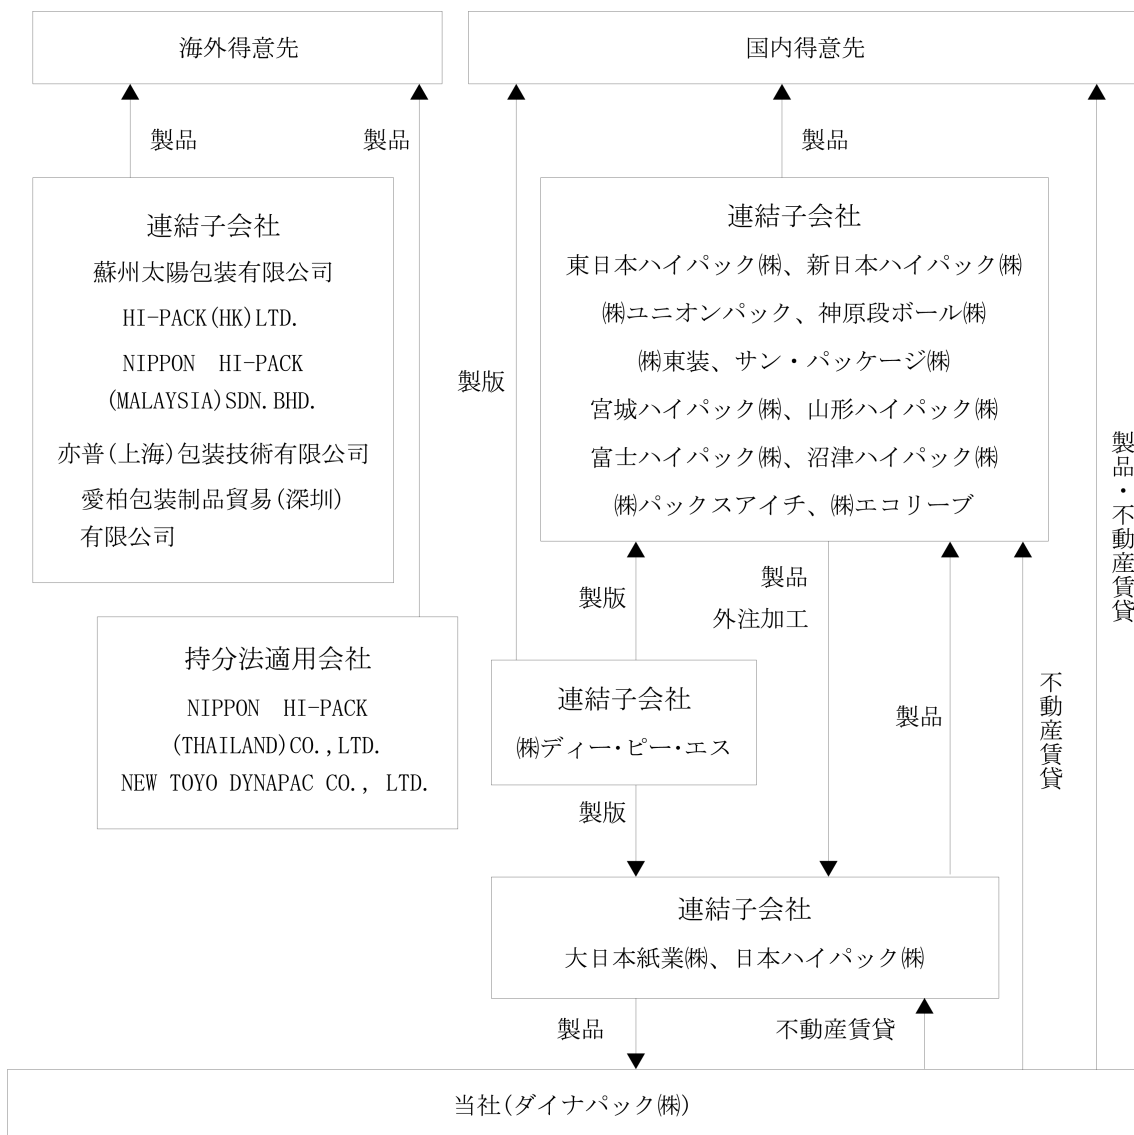 海外得意先
国内得意先
製品
製品
製品
連結子会社
蘇州太陽包装有限公司
HI-PACK(HK)LTD.
NIPPON HI-PACK
(MALAYSIA)SDN.BHD.
亦普(上海)包装技術有限公司
愛柏包装制品貿易(深圳)
有限公司
製版
連結子会社
東日本ハイパック㈱、新日本ハイパック㈱
㈱ユニオンパック、神原段ボール㈱
㈱東装、サン・パッケージ㈱
宮城ハイパック㈱、山形ハイパック㈱
富士ハイパック㈱、沼津ハイパック㈱
㈱パックスアイチ、㈱エコリーブ
製品・不動産賃貸
持分法適用会社
NIPPON HI-PACK
(THAILAND)CO.,LTD.
NEW TOYO DYNAPAC CO., LTD.
製版
製品
外注加工
連結子会社
㈱ディー・ピー・エス
製品
不動産賃貸
製版
連結子会社
大日本紙業㈱、日本ハイパック㈱
製品
不動産賃貸
当社(ダイナパック㈱)